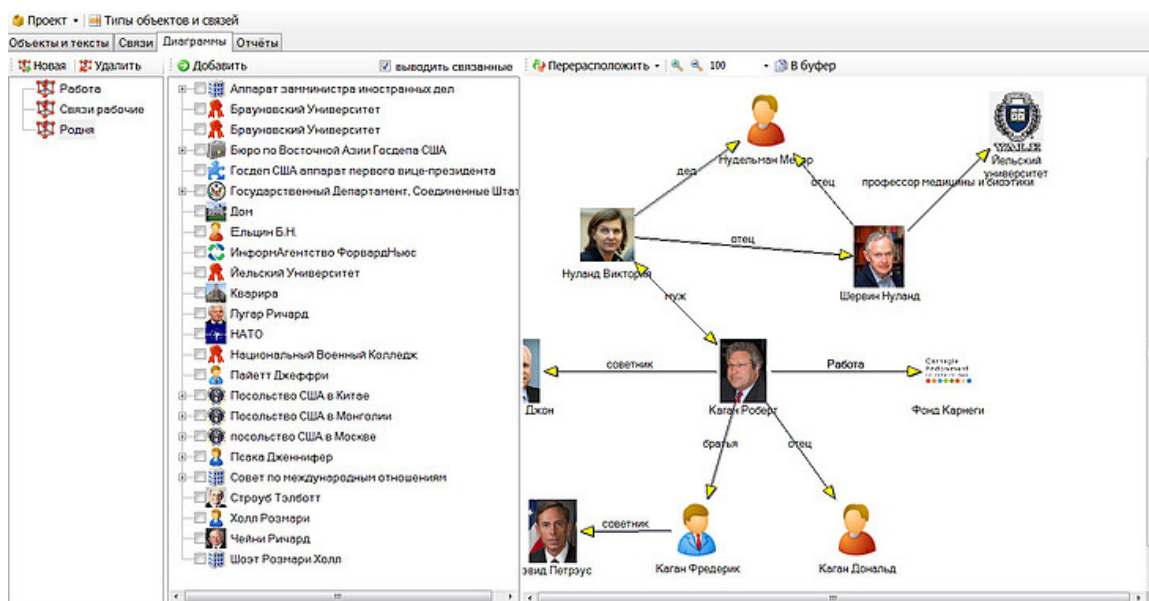 Проект
Типы объектов и связей
Объекты и тексты
Связи
Диаграммы
Отчёты
Новая
Удалить
Добавить
выводить связанные
Перерасположить
100
В буфер
Работа
Связи рабочие
Родня
Аппарат замминистра иностранных дел
Брауновский Университет
Брауновский Университет
Бюро по Восточной Азии Госдепа США
Госдеп США аппарат первого вице-президента
Государственный Департамент, Соединенные Штат
Дом
Ельцин Б.Н.
ИнформАгентство ФорвардНьюс
Йельский Университет
Кварира
Лугар Ричард
НАТО
Национальный Военный Колледж
Пайетт Джеффри
Посольство США в Китае
Посольство США в Монголии
посольство США в Москве
Псака Дженнифер
Совет по международным отношениям
Строуб Тэлботт
Холл Розмари
Чейни Ричард
Шоэт Розмари Холл
Нудельман Меер
YALE
Йельский
университет
дед
отец
профессор медицины и биоэтики
отец
Нуланд Виктория
Шервин Нуланд
муж
советник
Работа
Carnegie
Endowment
Джон
Каган Роберт
Фонд Карнеги
братья
отец
советник
эвид Петрэус
Каган Фредерик
Каган Дональд